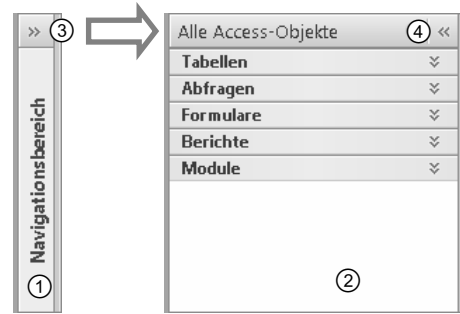 » ③
Navigationsbereich
①
Alle Access-Objekte ④ «
Tabellen
Abfragen
Formulare
Berichte
Module
②